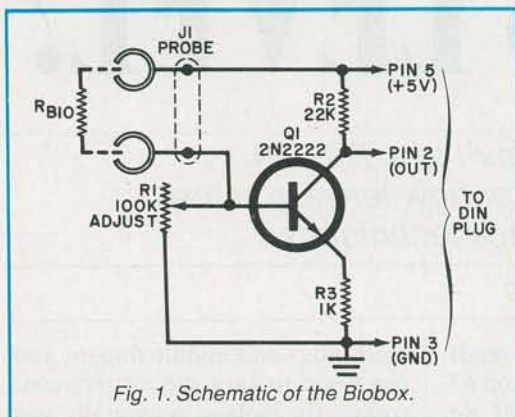 J1
PROBE
PIN 5
(+5V)
RBIO
R2
22K
Q1
2N2222
PIN 2
(OUT)
R1
100K
ADJUST
TO
DIN
PLUG
R3
1K
PIN 3
(GND)
Fig. 1. Schematic of the Biobox.